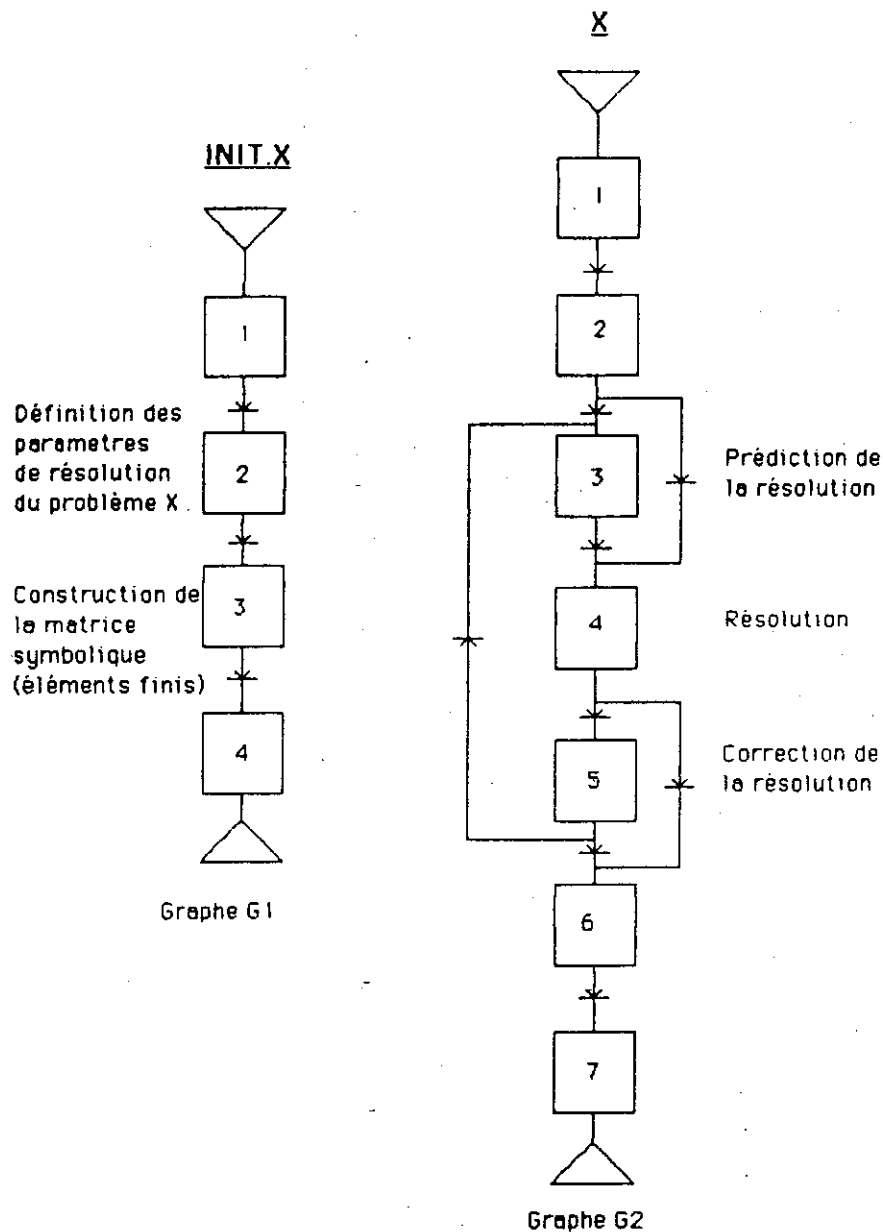 INIT.X
1
Définition des
parametres
de résolution
du problème X
2
Construction de
la matrice
symbolique
(éléments finis)
3
4
Graphe G1
X
1
2
3
Prédiction de
la résolution
4
Résolution
5
Correction de
la résolution
6
7
Graphe G2